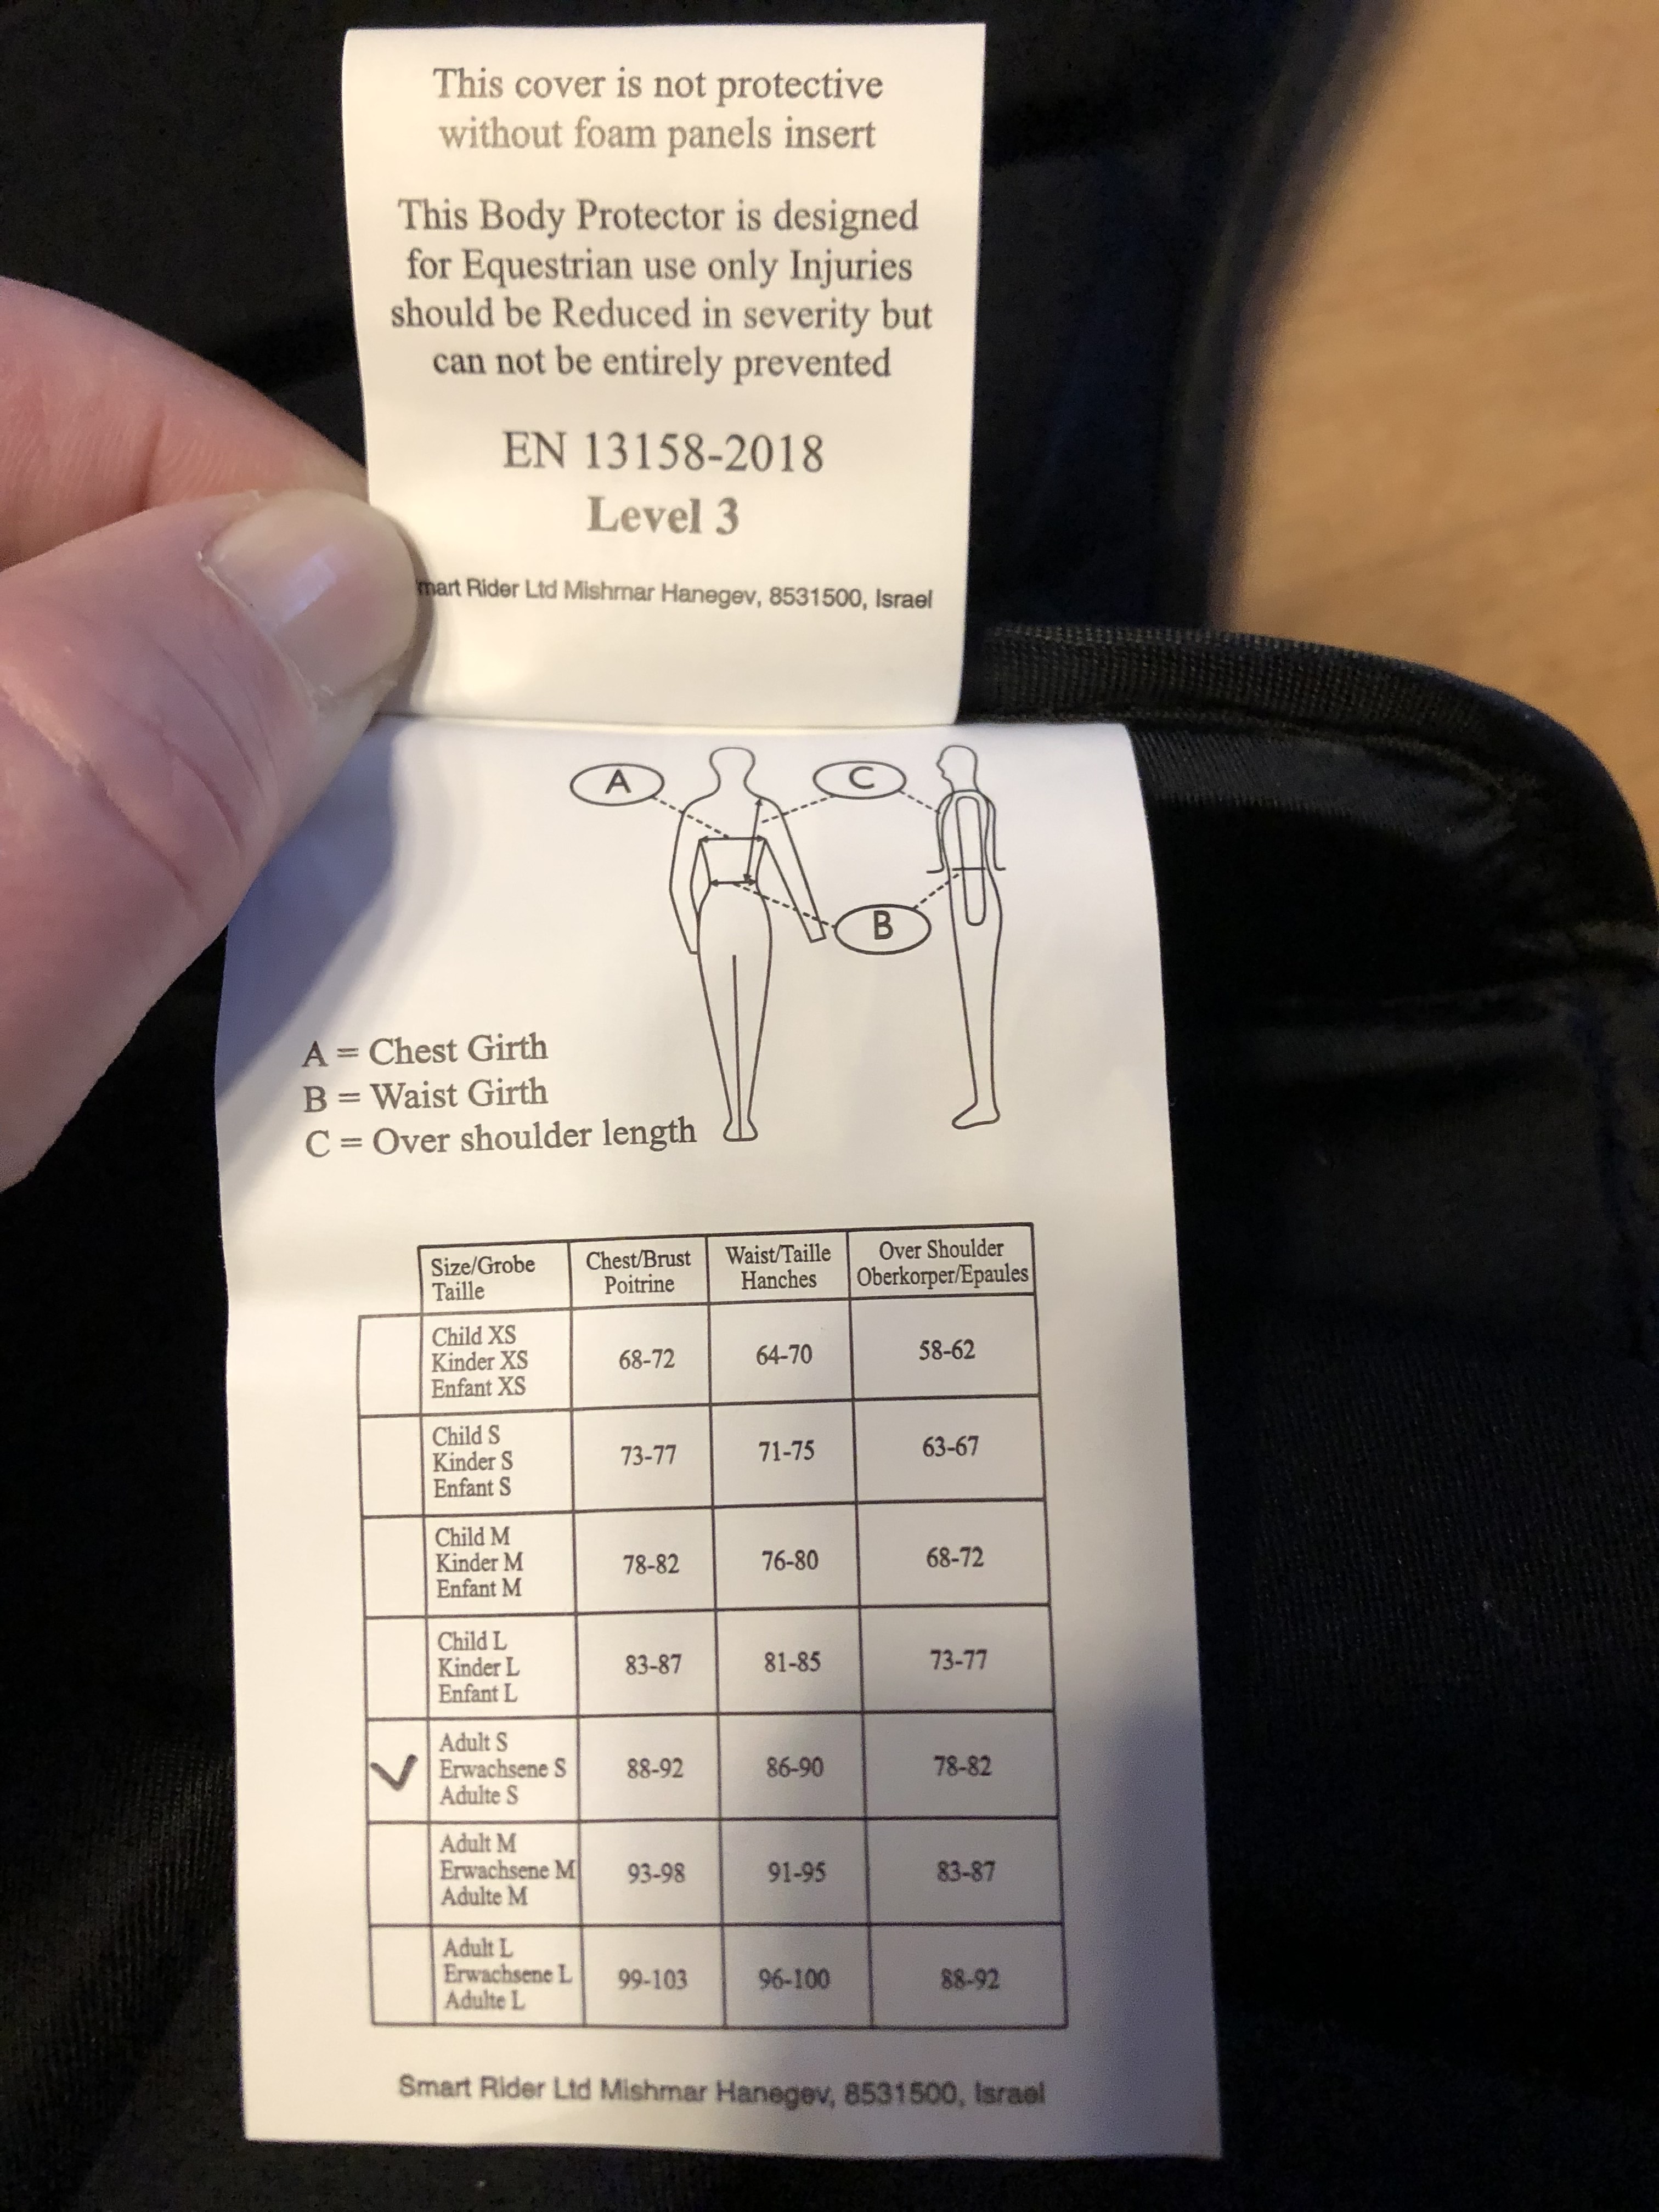 This cover is not protective
without foam panels insert
This Body Protector is designed
for Equestrian use only Injuries
should be Reduced in severity but
can not be entirely prevented
EN 13158-2018
Level 3
mart Rider Ltd Mishmar Hanegev, 8531500, Israel
A
C
B
A = Chest Girth
B = Waist Girth
C = Over shoulder length
Size/Grobe Taille
Chest/Brust Poitrine
Waist/Taille Hanches
Over Shoulder Oberkorper/Epaules
Child XS
Kinder XS
Enfant XS
68-72
64-70
58-62
Child S
Kinder S
Enfant S
73-77
71-75
63-67
Child M
Kinder M
Enfant M
78-82
76-80
68-72
Child L
Kinder L
Enfant L
83-87
81-85
73-77
Adult S
Erwachsene S
Adulte S
88-92
86-90
78-82
Adult M
Erwachsene M
Adulte M
93-98
91-95
83-87
Adult L
Erwachsene L
Adulte L
99-103
96-100
88-92
Smart Rider Ltd Mishmar Hanegev, 8531500, Israel